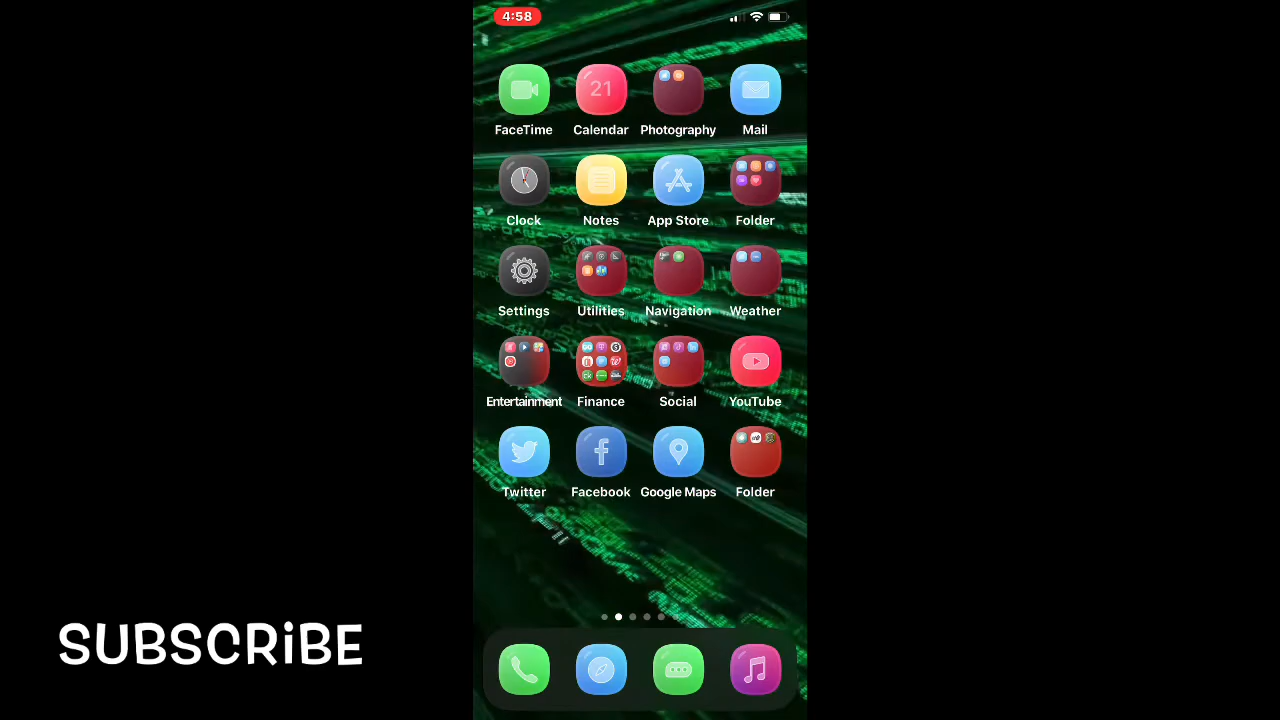 4:58
21
FaceTime Calendar Photography Mail
Clock Notes App Store Folder
Settings Utilities Navigation Weather
Entertainment Finance Social YouTube
Twitter Facebook Google Maps Folder
SUBSCRiBE